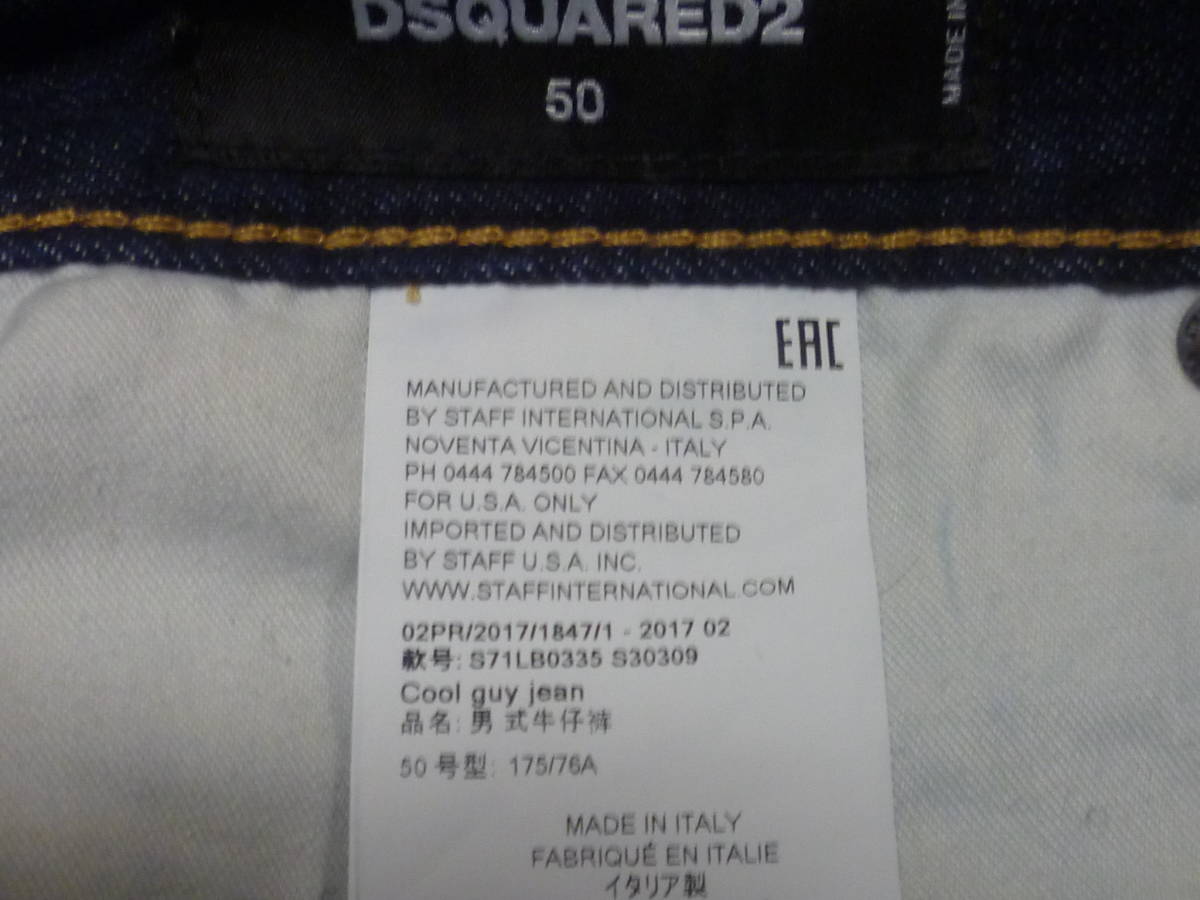 DSQUARED2
50
MADE IN
EAC
MANUFACTURED AND DISTRIBUTED
BY STAFF INTERNATIONAL S.P.A.
NOVENTA VICENTINA - ITALY
PH 0444 784500 FAX 0444 784580
FOR U.S.A. ONLY
IMPORTED AND DISTRIBUTED
BY STAFF U.S.A. INC.
WWW.STAFFINTERNATIONAL.COM
02PR/2017/1847/1 - 2017 02
款号: S71LB0335 S30309
Cool guy jean
品名: 男 式牛仔裤
50 号型: 175/76A
MADE IN ITALY
FABRIQUÉ EN ITALIE
イタリア製